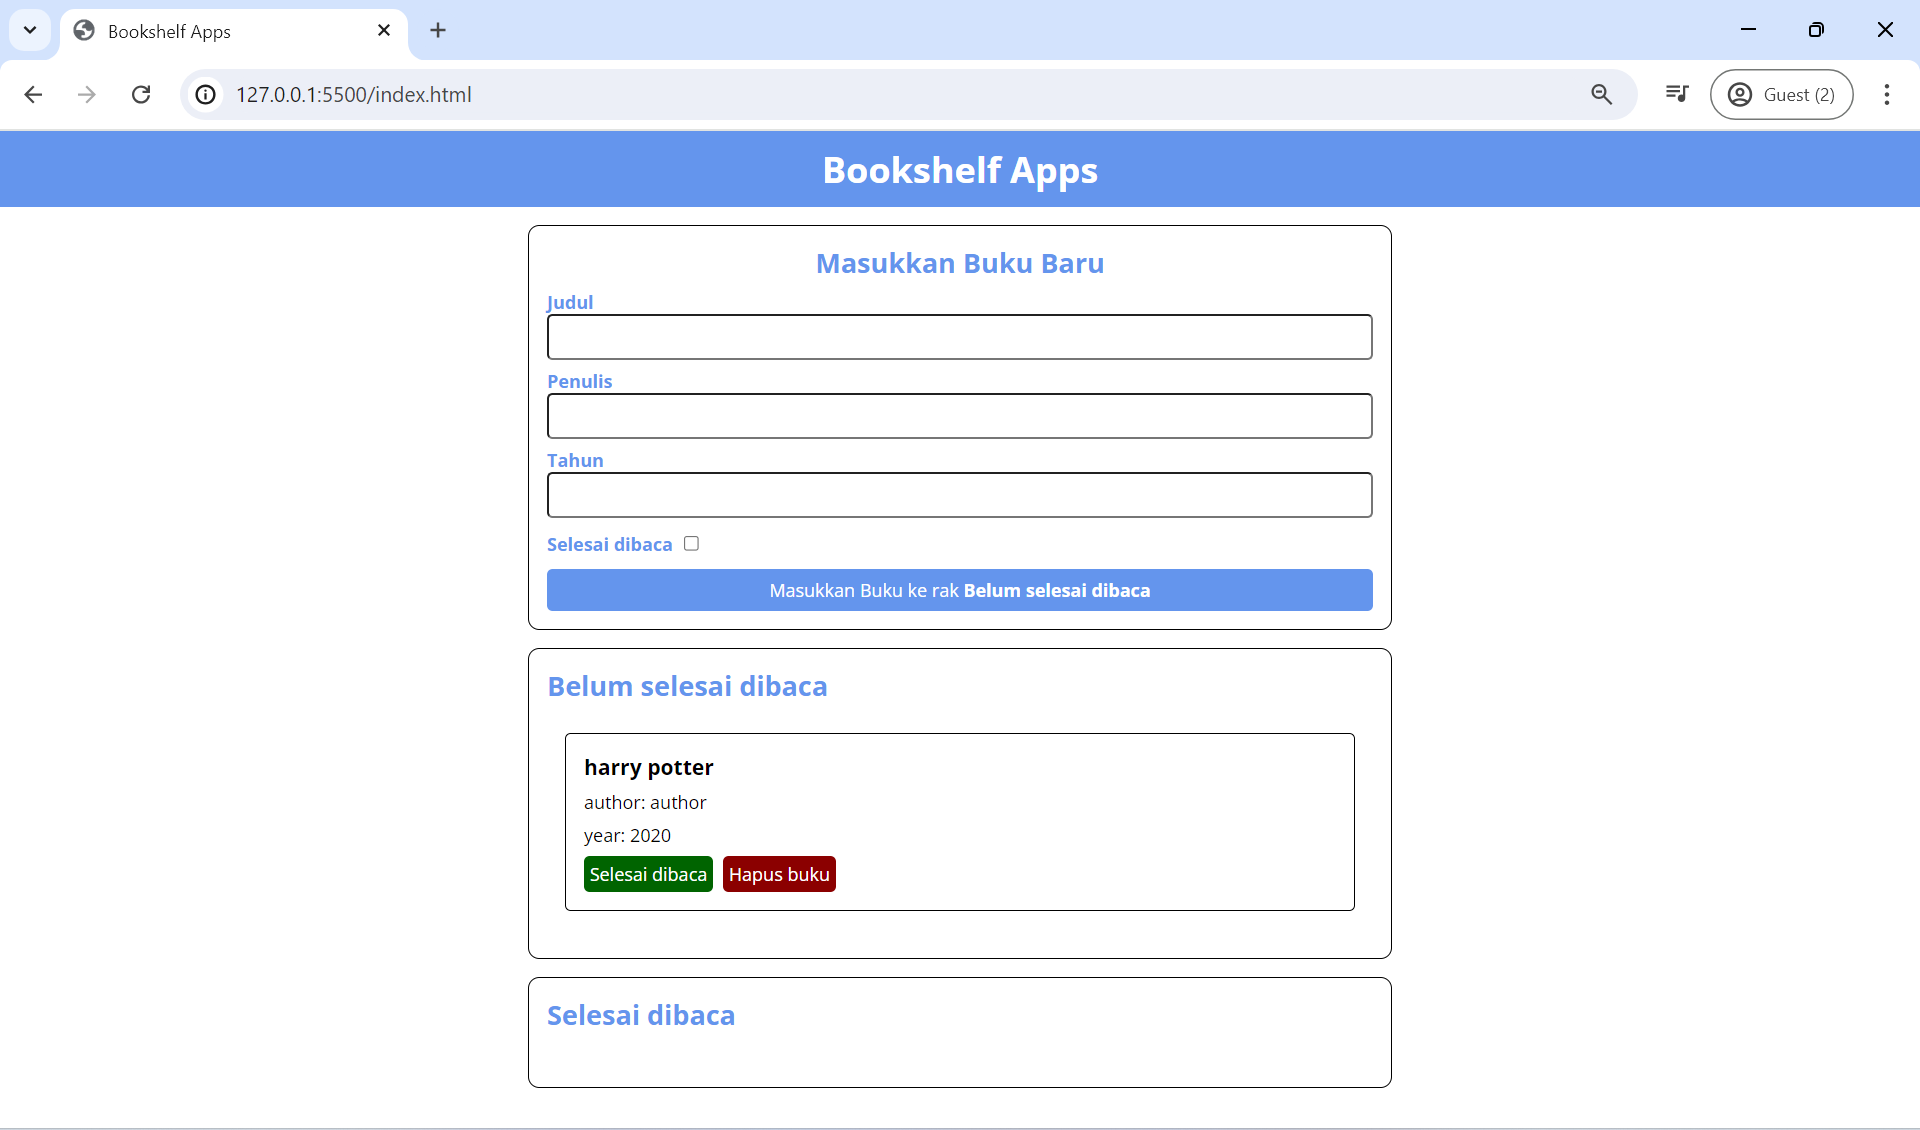 Bookshelf Apps
127.0.0.1:5500/index.html
Guest (2)
Bookshelf Apps
Masukkan Buku Baru
Judul
Penulis
Tahun
Selesai dibaca
Masukkan Buku ke rak Belum selesai dibaca
Belum selesai dibaca
harry potter
author: author
year: 2020
Selesai dibaca Hapus buku
Selesai dibaca